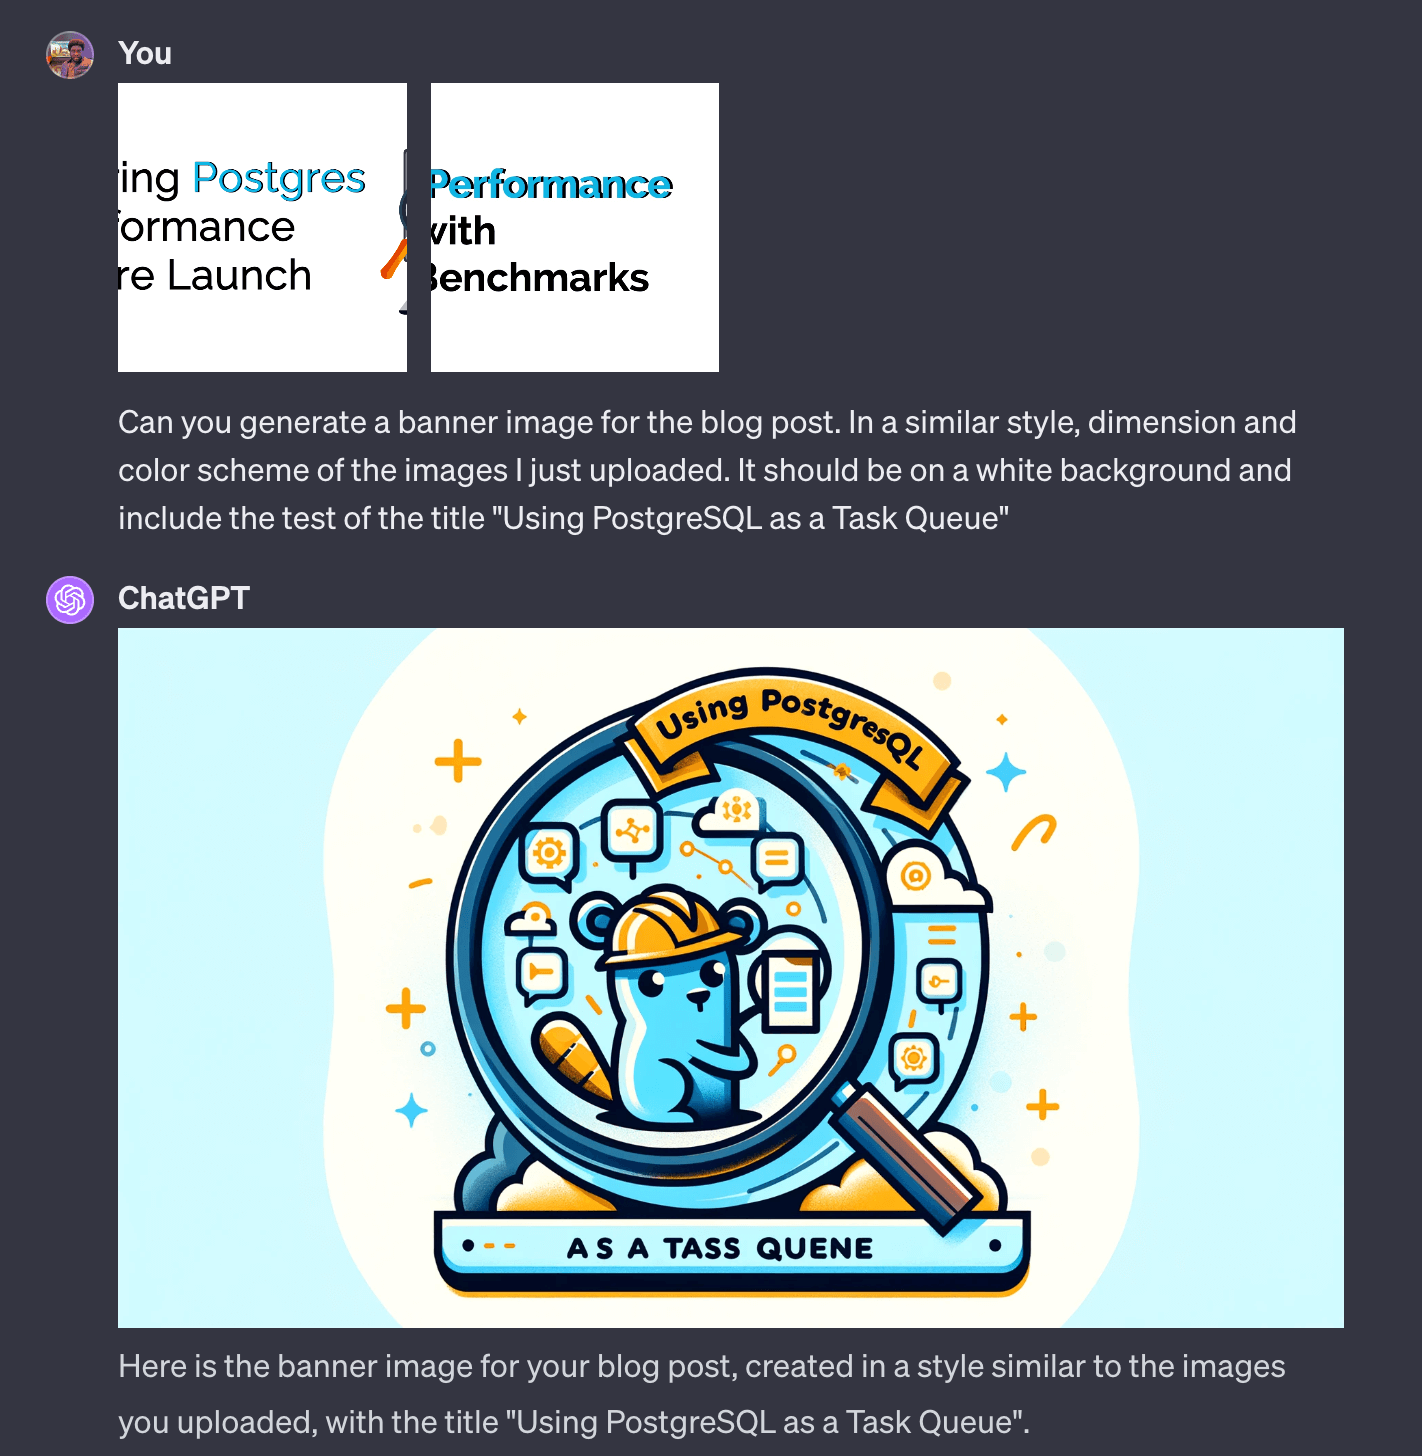 You
ing Postgres
formance
re Launch
Performance
with
Benchmarks
Can you generate a banner image for the blog post. In a similar style, dimension and
color scheme of the images I just uploaded. It should be on a white background and
include the test of the title "Using PostgreSQL as a Task Queue"
ChatGPT
Using PostgresQL
AS A TASS QUENE
Here is the banner image for your blog post, created in a style similar to the images
you uploaded, with the title "Using PostgreSQL as a Task Queue".